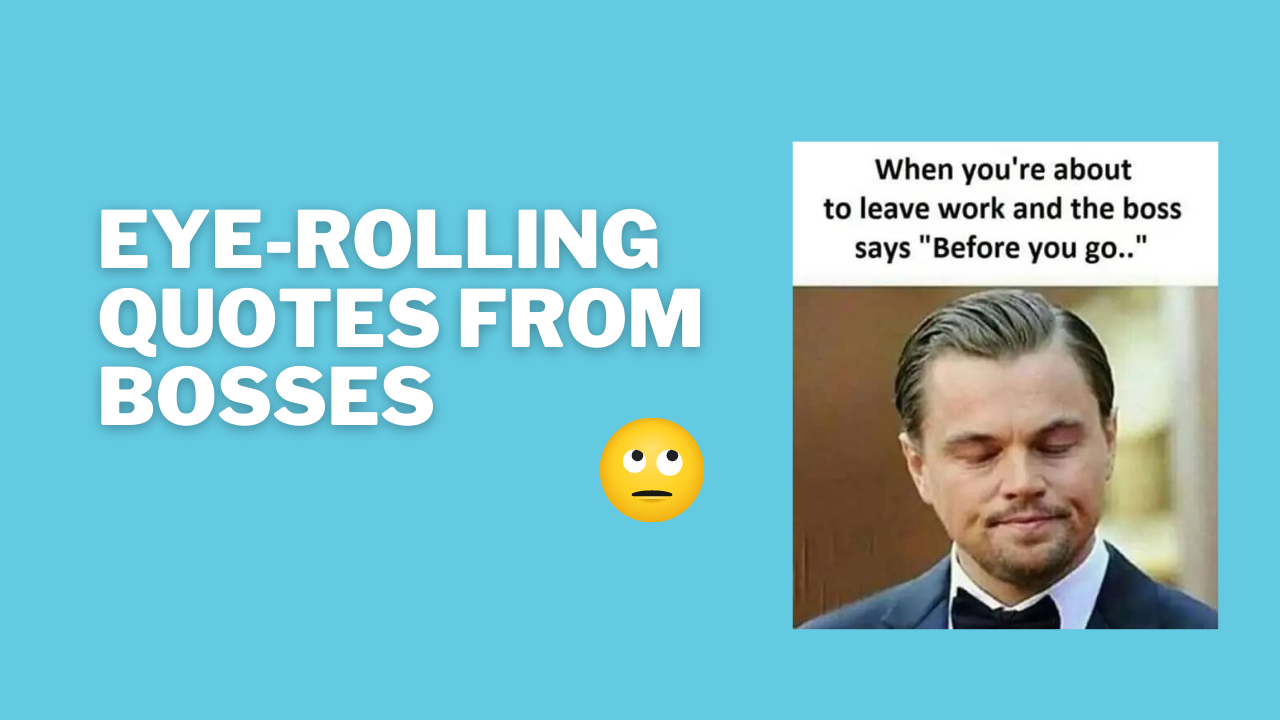 EYE-ROLLING
QUOTES FROM
BOSSES
When you're about
to leave work and the boss
says "Before you go.."